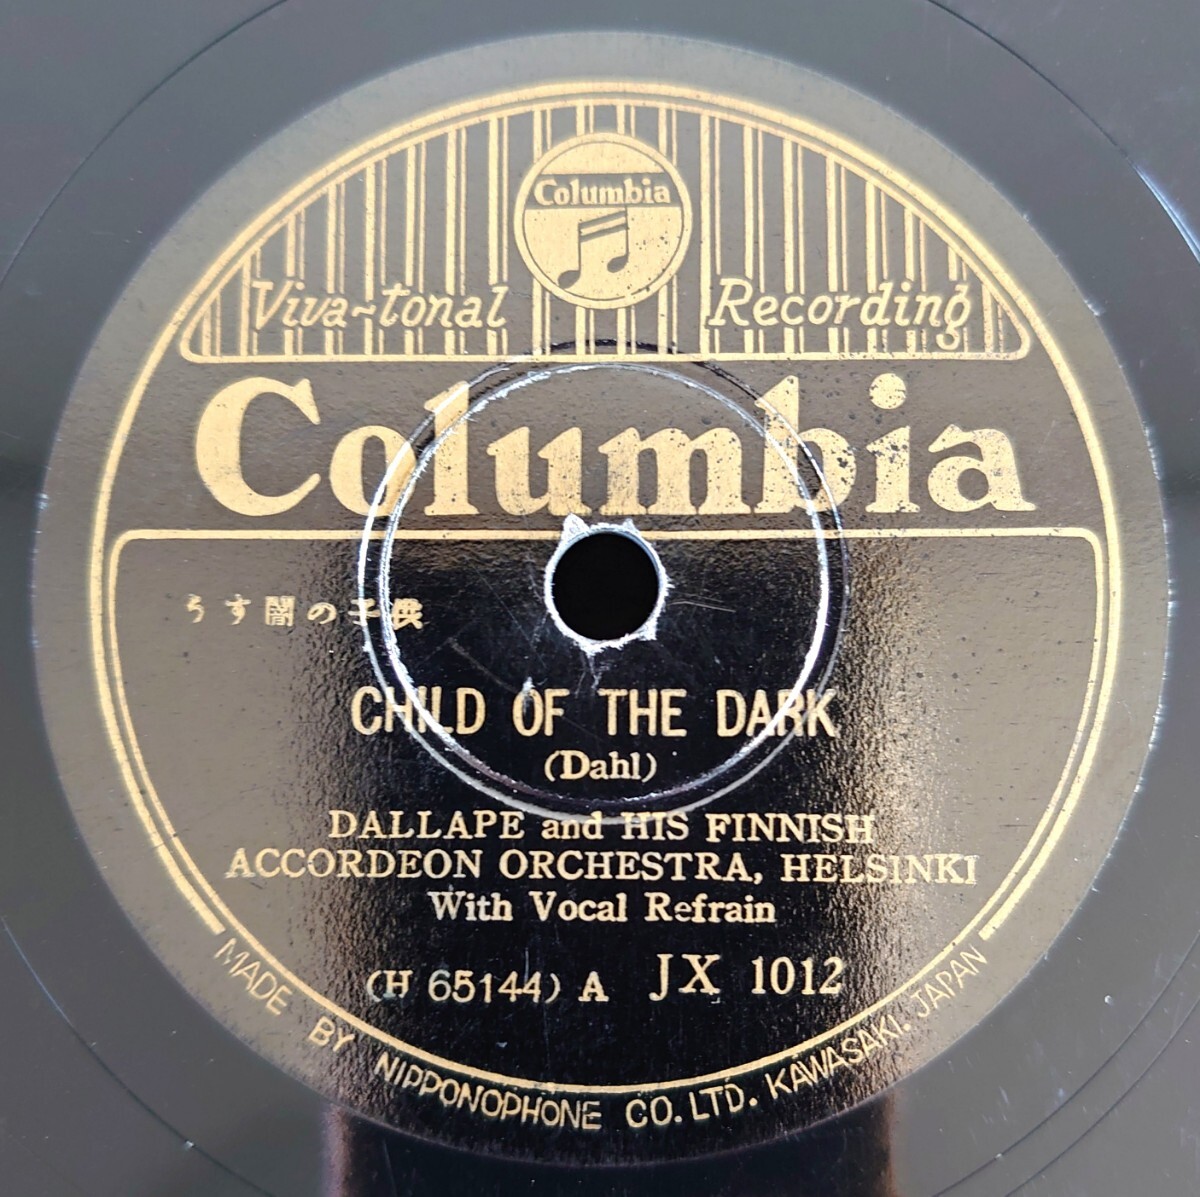 Columbia
Viva-tonal Recording
Columbia
うす闇の子供
CHILD OF THE DARK
(Dahl)
DALLAPE and HIS FINNISH
ACCORDEON ORCHESTRA, HELSINKI
With Vocal Refrain
(H 65144) A JX 1012
MADE BY NIPPONOPHONE CO. LTD. KAWASAKI. JAPAN